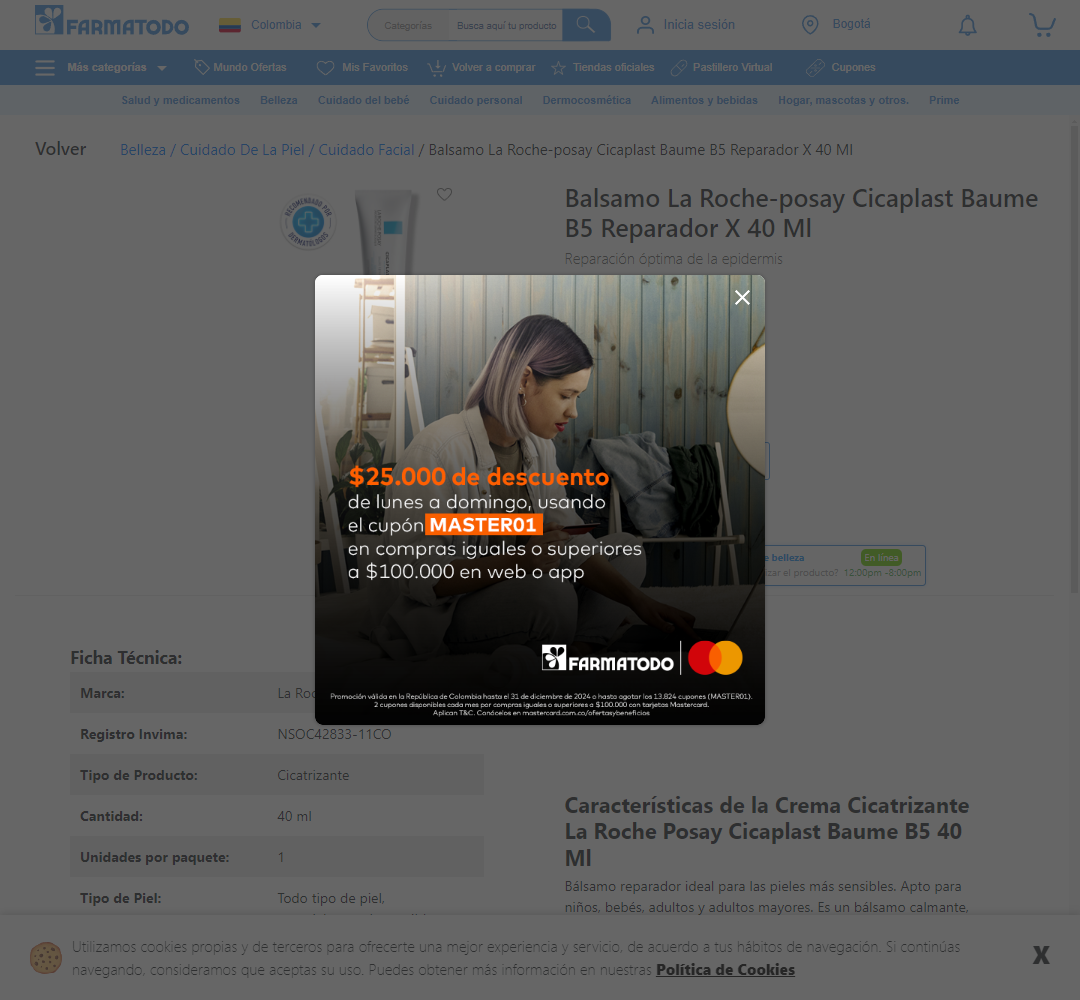 FARMATODO
Colombia
Categorías
Busca aquí tu producto
Inicia sesión
Bogotá
Más categorías
Mundo Ofertas
Mis Favoritos
Volver a comprar
Tiendas oficiales
Pastillero Virtual
Cupones
Salud y medicamentos
Belleza
Cuidado del bebé
Cuidado personal
Dermocosmética
Alimentos y bebidas
Hogar, mascotas y otros.
Prime
Volver
Belleza / Cuidado De La Piel / Cuidado Facial / Balsamo La Roche-posay Cicaplast Baume B5 Reparador X 40 Ml
RECOMENDADO POR
DERMATÓLOGOS
Balsamo La Roche-posay Cicaplast Baume
B5 Reparador X 40 Ml
Reparación óptima de la epidermis
$25.000 de descuento
de lunes a domingo, usando
el cupón MASTER01
en compras iguales o superiores
a $100.000 en web o app
FARMATODO
Promoción válida en la República de Colombia hasta el 31 de diciembre de 2024 o hasta agotar los 13.824 cupones (MASTER01).
2 cupones disponibles cada mes por compras iguales o superiores a $100.000 con tarjetas Mastercard.
Aplican T&C. Conócelos en mastercard.com.co/ofertasybeneficios
e belleza
En línea
izar el producto? 12:00pm -8:00pm
Ficha Técnica:
Marca:
La Roc
Registro Invima:
NSOC42833-11CO
Tipo de Producto:
Cicatrizante
Cantidad:
40 ml
Unidades por paquete:
1
Tipo de Piel:
Todo tipo de piel,
Características de la Crema Cicatrizante
La Roche Posay Cicaplast Baume B5 40
Ml
Bálsamo reparador ideal para las pieles más sensibles. Apto para
niños, bebés, adultos y adultos mayores. Es un bálsamo calmante,
Utilizamos cookies propias y de terceros para ofrecerte una mejor experiencia y servicio, de acuerdo a tus hábitos de navegación. Si continúas
navegando, consideramos que aceptas su uso. Puedes obtener más información en nuestras Política de Cookies
X